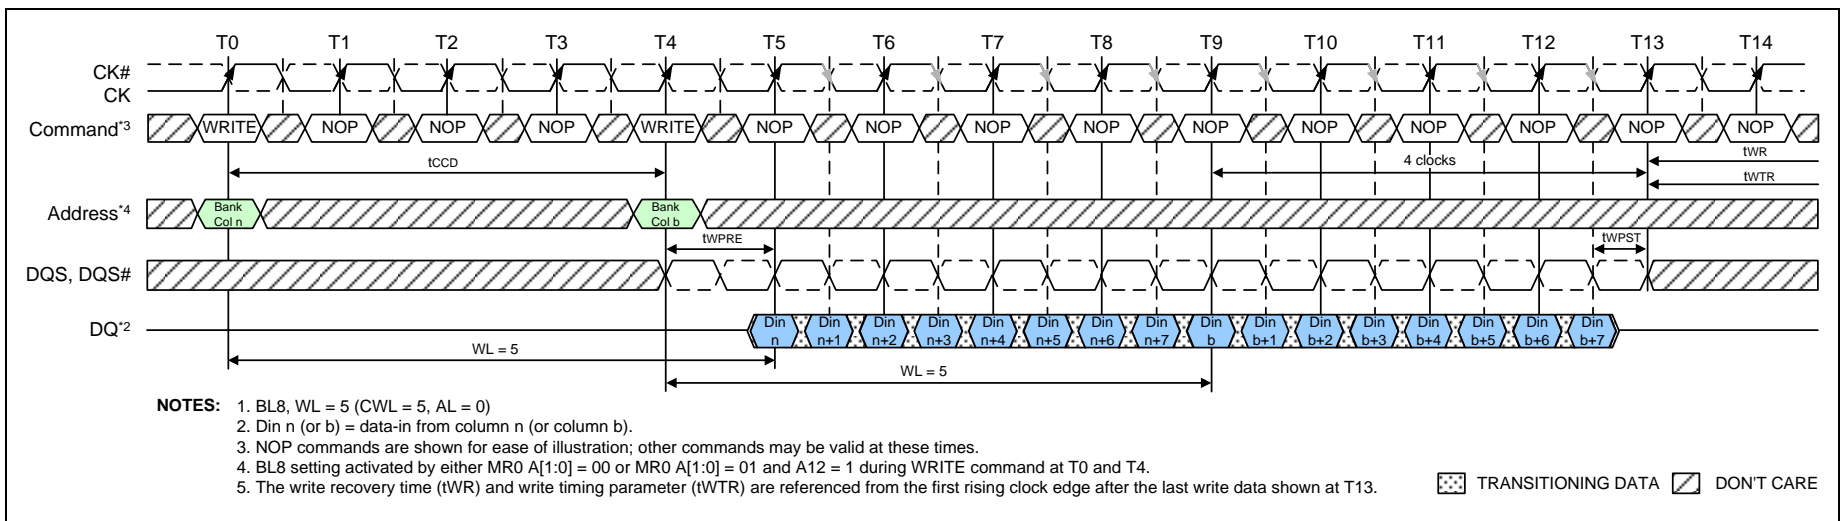 T0 T1 T2 T3 T4 T5 T6 T7 T8 T9 T10 T11 T12 T13 T14
CK#
CK
Command*3 WRITE NOP NOP NOP WRITE NOP NOP NOP NOP NOP NOP NOP NOP NOP NOP
tCCD 4 clocks tWR
tWTR
Address*4 Bank Col n Bank Col b
tWPRE tWPST
DQS, DQS#
DQ*2 Din n Din n+1 Din n+2 Din n+3 Din n+4 Din n+5 Din n+6 Din n+7 Din b Din b+1 Din b+2 Din b+3 Din b+4 Din b+5 Din b+6 Din b+7
WL = 5
WL = 5
NOTES: 1. BL8, WL = 5 (CWL = 5, AL = 0)
2. Din n (or b) = data-in from column n (or column b).
3. NOP commands are shown for ease of illustration; other commands may be valid at these times.
4. BL8 setting activated by either MR0 A[1:0] = 00 or MR0 A[1:0] = 01 and A12 = 1 during WRITE command at T0 and T4.
5. The write recovery time (tWR) and write timing parameter (tWTR) are referenced from the first rising clock edge after the last write data shown at T13.
TRANSITIONING DATA DON'T CARE